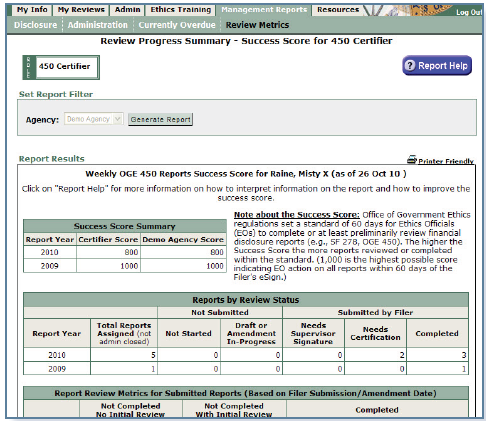 My Info My Reviews Admin Ethics Training Management Reports Resources Log Out
Disclosure Administration Currently Overdue Review Metrics
Review Progress Summary - Success Score for 450 Certifier
450 Certifier
Report Help
Set Report Filter
Agency: Demo Agency Generate Report
Report Results
Printer Friendly
Weekly OGE 450 Reports Success Score for Raine, Misty X (as of 26 Oct 10 )
Click on "Report Help" for more information on how to interpret information on the report and how to improve the
success score.
Success Score Summary
Report Year Certifier Score Demo Agency Score
2010 800 800
2009 1000 1000
Note about the Success Score: Office of Government Ethics
regulations set a standard of 60 days for Ethics Officials
(EOs) to complete or at least preliminarily review financial
disclosure reports (e.g., SF 278, OGE 450). The higher the
Success Score the more reports reviewed or completed
within the standard. (1,000 is the highest possible score
indicating EO action on all reports within 60 days of the
Filer's eSign.)
Reports by Review Status
Not Submitted Submitted by Filer
Report Year Total Reports Assigned (not admin closed) Not Started Draft or Amendment In-Progress Needs Supervisor Signature Needs Certification Completed
2010 5 0 0 0 2 3
2009 1 0 0 0 0 1
Report Review Metrics for Submitted Reports (Based on Filer Submission/Amendment Date)
Not Completed Not Completed Completed
No Initial Review With Initial Review